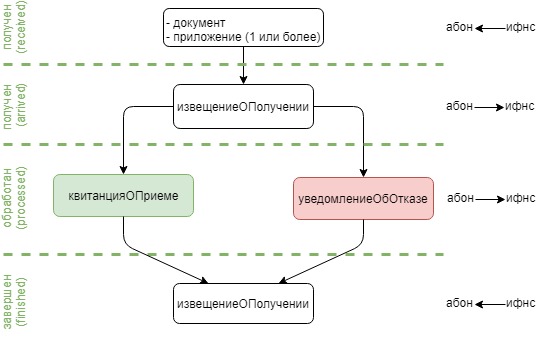 получен
(received)
- документ
- приложение (1 или более)
абон ифнс
получен
(arrived)
извещениеОПолучении
абон ифнс
обработан
(processed)
квитанцияОПриеме
уведомлениеОбОтказе
абон ифнс
завершен
(finished)
извещениеОПолучении
абон ифнс